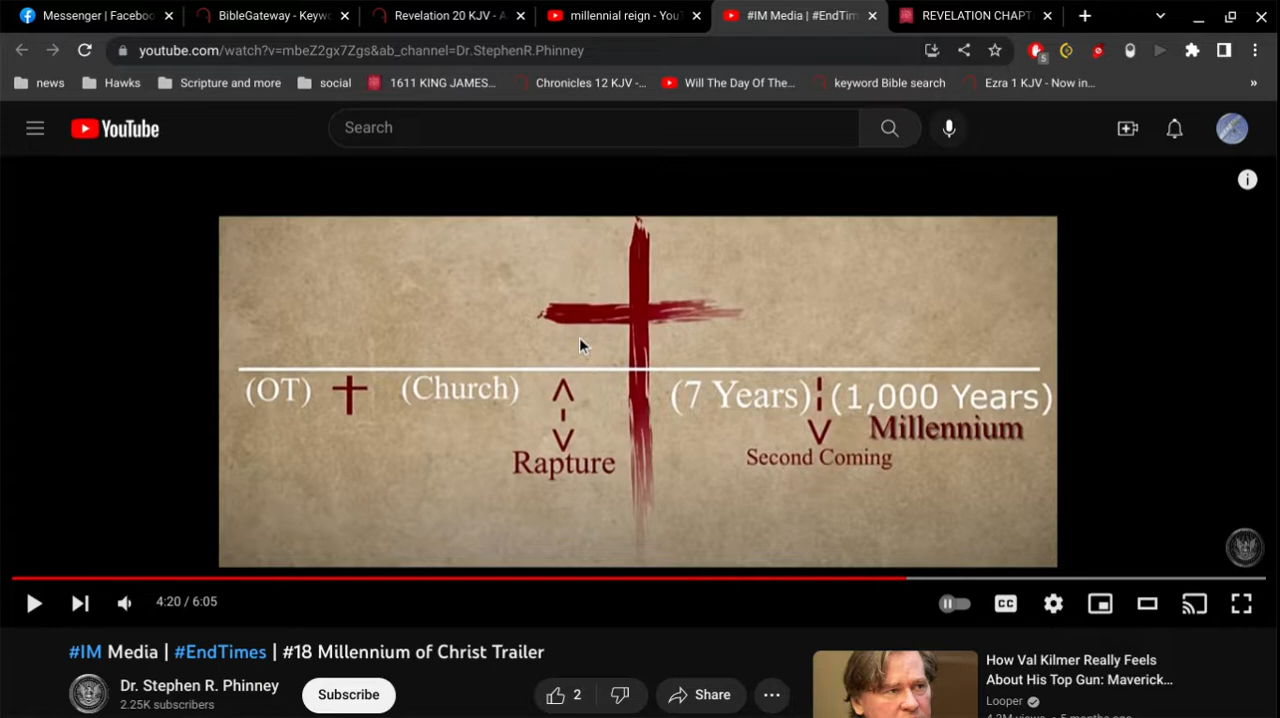 Messenger | Faceboo
BibleGateway - Keyw
Revelation 20 KJV - A
millennial reign - YouT
#IM Media | #EndTim
REVELATION CHAPT
youtube.com/watch?v=mbeZ2gx7Zgs&ab_channel=Dr.StephenR.Phinney
5
news
Hawks
Scripture and more
social
1611 KING JAMES...
Chronicles 12 KJV -...
Will The Day Of The...
keyword Bible search
Ezra 1 KJV - Now in...
»
YouTube
Search
(OT) (Church) (7 Years) (1,000 Years)
Millennium
Rapture
Second Coming
4:20 / 6:05
CC
#IM Media | #EndTimes | #18 Millennium of Christ Trailer
Dr. Stephen R. Phinney
2.25K subscribers
Subscribe
2
Share
How Val Kilmer Really Feels
About His Top Gun: Maverick...
Looper